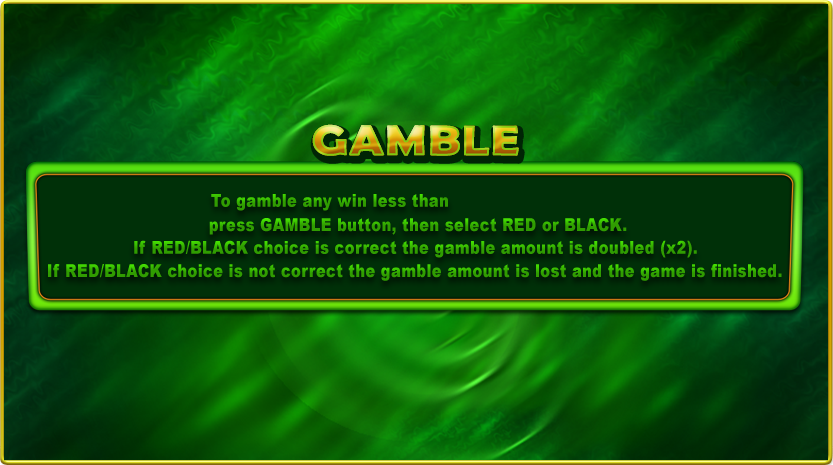 GAMBLE
To gamble any win less than
press GAMBLE button, then select RED or BLACK.
If RED/BLACK choice is correct the gamble amount is doubled (x2).
If RED/BLACK choice is not correct the gamble amount is lost and the game is finished.